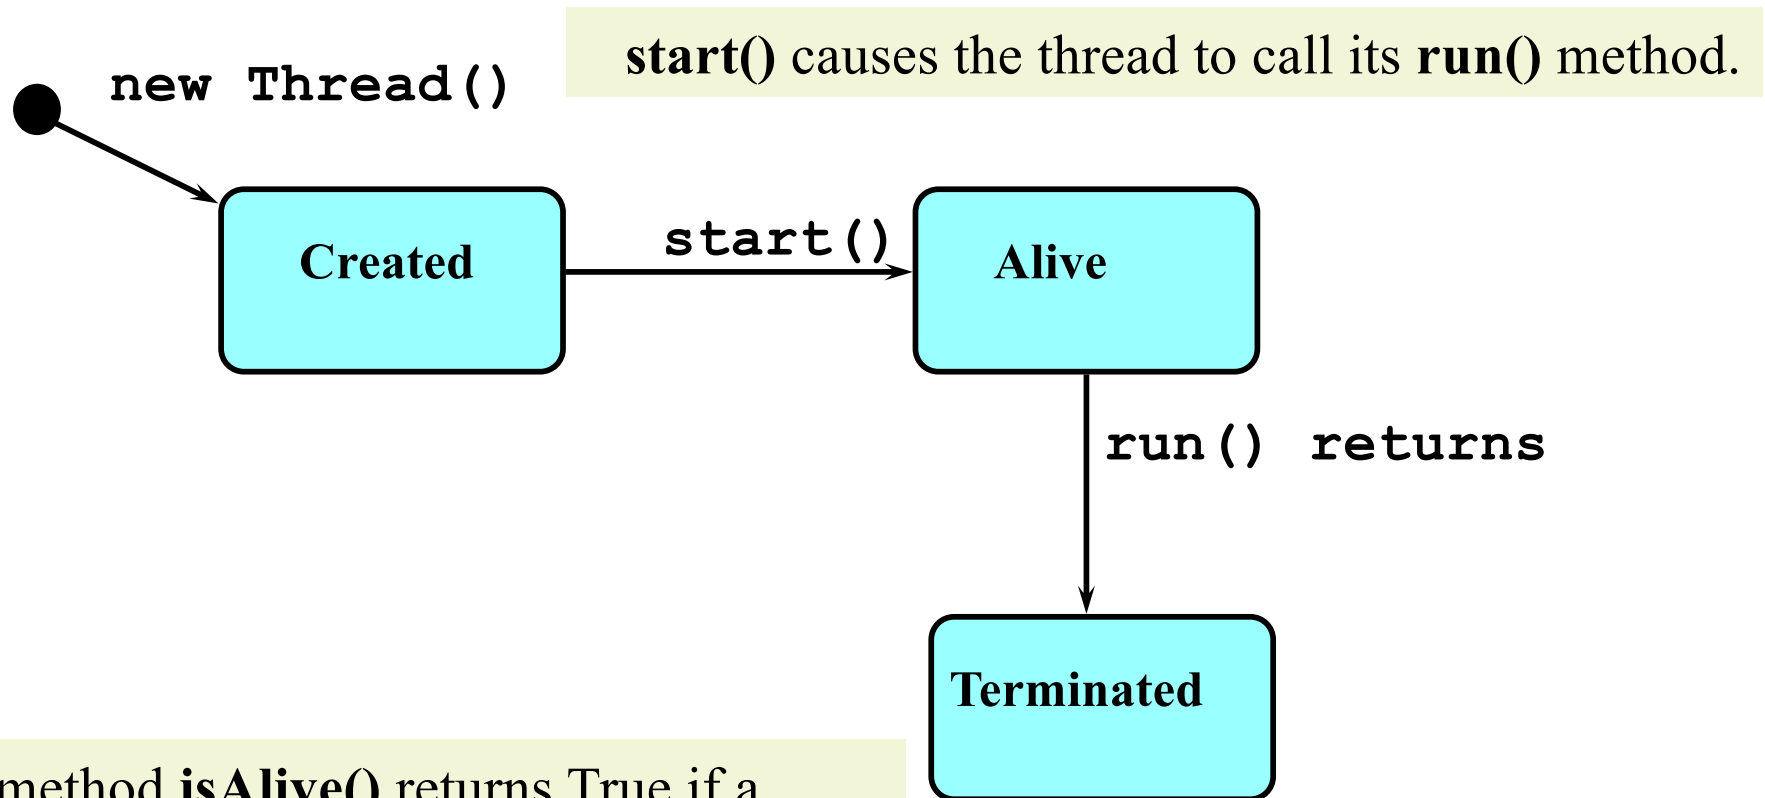 start() causes the thread to call its run() method.
new Thread()
start()
Created
Alive
run() returns
Terminated
method isAlive() returns True if a